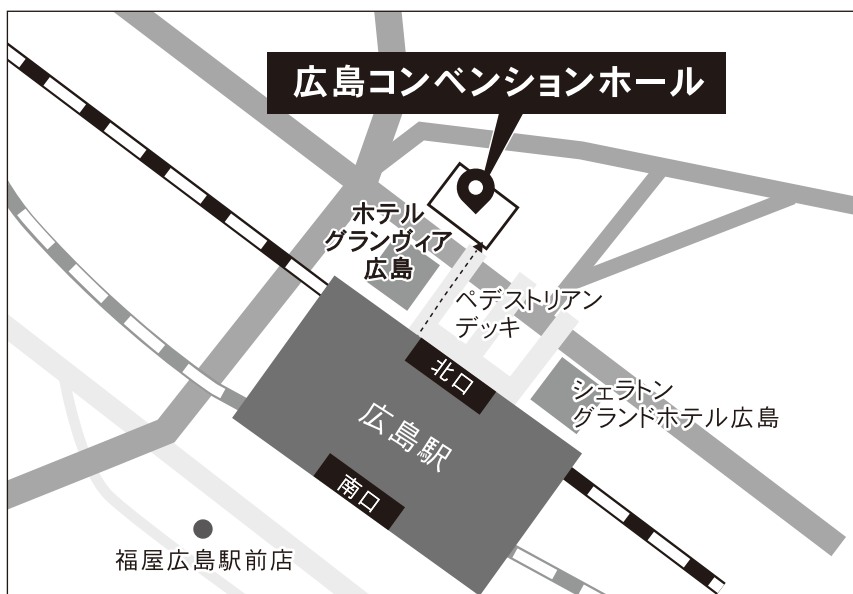 広島コンベンションホール
ホテル
グランヴィア
広島
ペデストリアン
デッキ
北口
シェラトン
グランドホテル広島
広島駅
南口
福屋広島駅前店